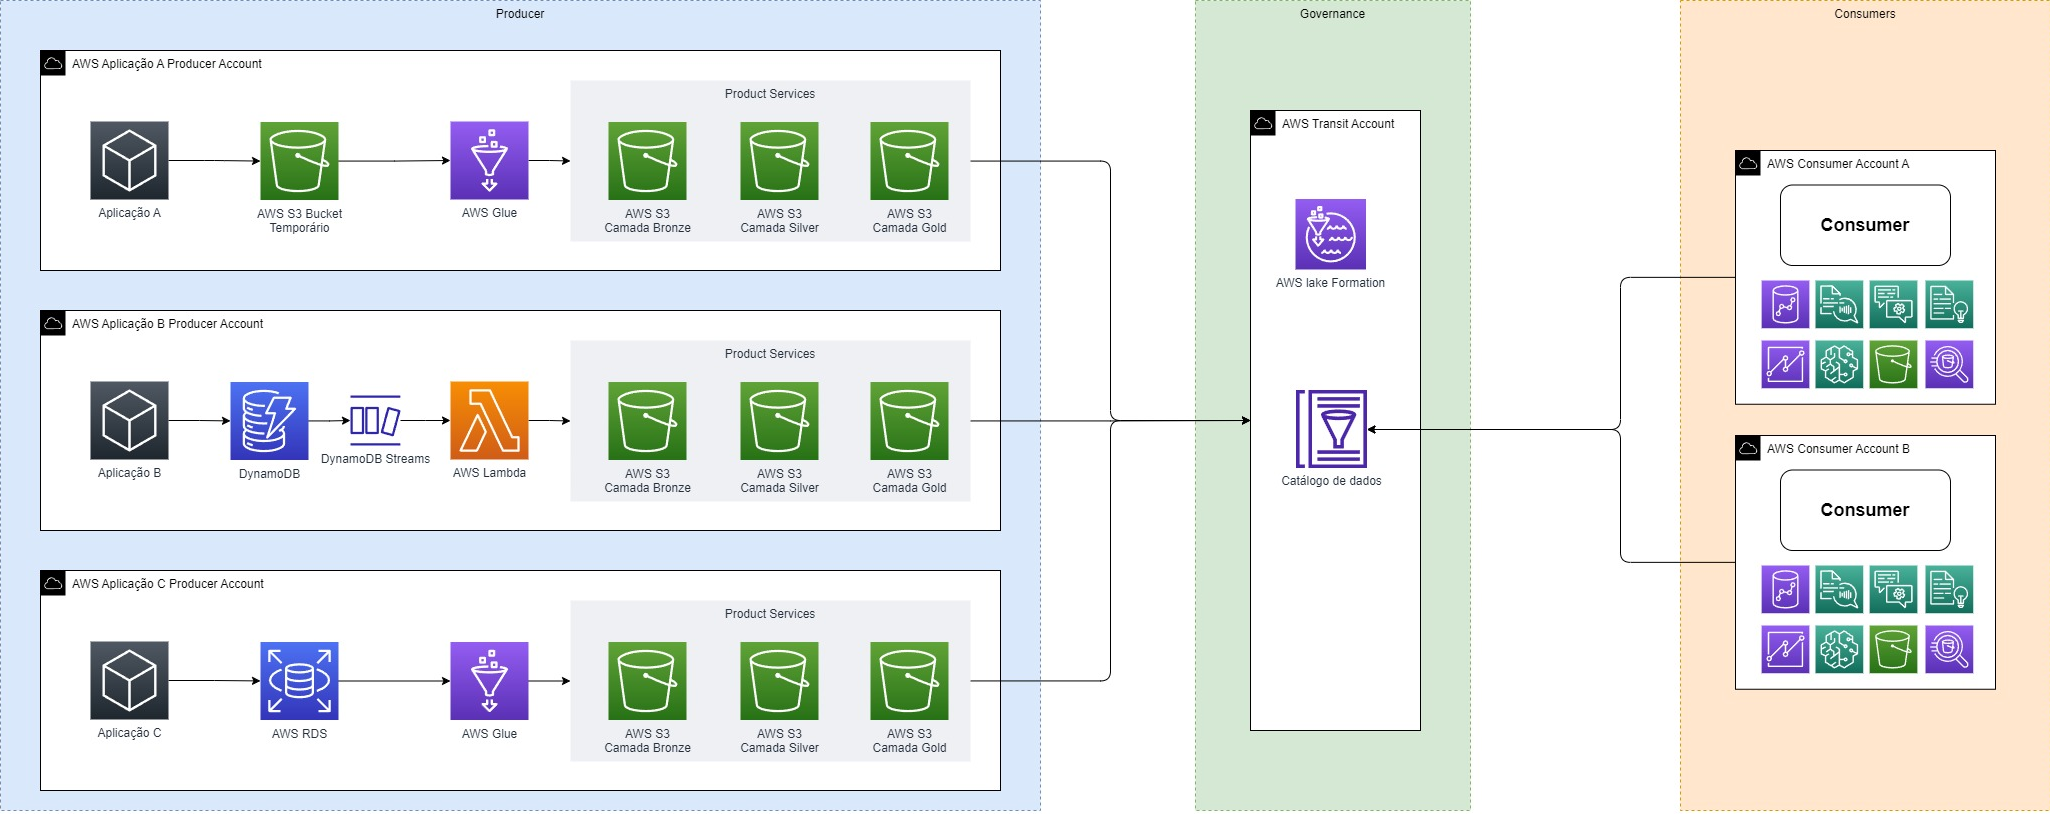 Producer
AWS Aplicação A Producer Account
Product Services
Aplicação A
AWS S3 Bucket
Temporário
AWS Glue
AWS S3
Camada Bronze
AWS S3
Camada Silver
AWS S3
Camada Gold
AWS Aplicação B Producer Account
Product Services
Aplicação B
DynamoDB
DynamoDB Streams
AWS Lambda
AWS S3
Camada Bronze
AWS S3
Camada Silver
AWS S3
Camada Gold
AWS Aplicação C Producer Account
Product Services
Aplicação C
AWS RDS
AWS Glue
AWS S3
Camada Bronze
AWS S3
Camada Silver
AWS S3
Camada Gold
Governance
AWS Transit Account
AWS lake Formation
Catálogo de dados
Consumers
AWS Consumer Account A
Consumer
AWS Consumer Account B
Consumer